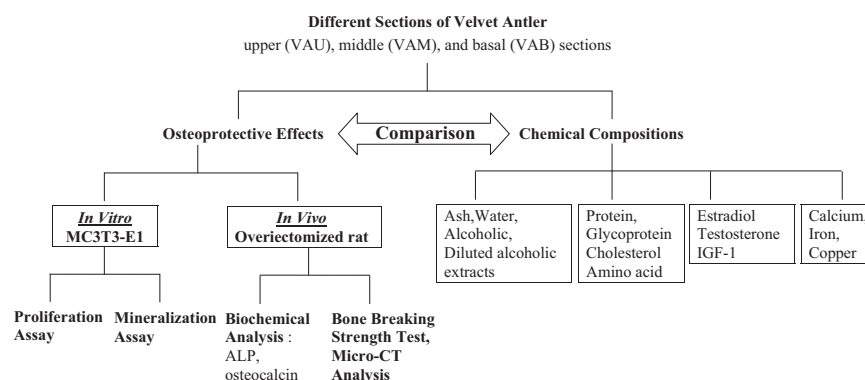 Different Sections of Velvet Antler
upper (VAU), middle (VAM), and basal (VAB) sections
Osteoprotective Effects
Comparison
Chemical Compositions
In Vitro
MC3T3-E1
In Vivo
Overiectomized rat
Ash,Water,
Alcoholic,
Diluted alcoholic
extracts
Protein,
Glycoprotein
Cholesterol
Amino acid
Estradiol
Testosterone
IGF-1
Calcium,
Iron,
Copper
Proliferation
Assay
Mineralization
Assay
Biochemical
Analysis :
ALP,
osteocalcin
Bone Breaking
Strength Test,
Micro-CT
Analysis